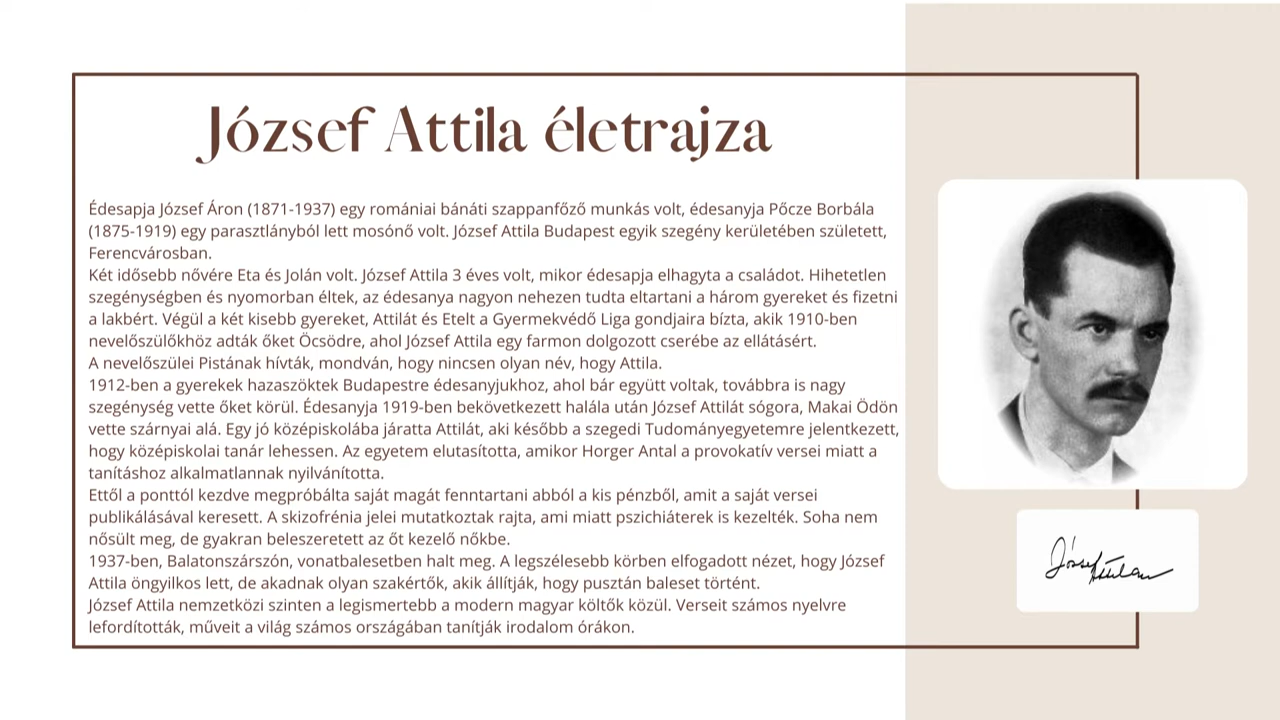 József Attila életrajza
Édesapja József Áron (1871-1937) egy romániai bánáti szappanfőző munkás volt, édesanyja Pőcze Borbála
(1875-1919) egy parasztlányból lett mosónő volt. József Attila Budapest egyik szegény kerületében született,
Ferencvárosban.
Két idősebb nővére Eta és Jolán volt. József Attila 3 éves volt, mikor édesapja elhagyta a családot. Hihetetlen
szegénységben és nyomorban éltek, az édesanya nagyon nehezen tudta eltartani a három gyereket és fizetni
a lakbért. Végül a két kisebb gyereket, Attilát és Etelt a Gyermekvédő Liga gondjaira bízta, akik 1910-ben
nevelőszülőkhöz adták őket Öcsödre, ahol József Attila egy farmon dolgozott cserébe az ellátásért.
A nevelőszülei Pistának hívták, mondván, hogy nincsen olyan név, hogy Attila.
1912-ben a gyerekek hazaszöktek Budapestre édesanyjukhoz, ahol bár együtt voltak, továbbra is nagy
szegénység vette őket körül. Édesanyja 1919-ben bekövetkezett halála után József Attilát sógora, Makai Ödön
vette szárnyai alá. Egy jó középiskolába járatta Attilát, aki később a szegedi Tudományegyetemre jelentkezett,
hogy középiskolai tanár lehessen. Az egyetem elutasította, amikor Horger Antal a provokatív versei miatt a
tanításhoz alkalmatlannak nyilvánította.
Ettől a ponttól kezdve megpróbálta saját magát fenntartani abból a kis pénzből, amit a saját versei
publikálásával keresett. A skizofrénia jelei mutatkoztak rajta, ami miatt pszichiáterek is kezelték. Soha nem
nősült meg, de gyakran beleszeretett az őt kezelő nőkbe.
1937-ben, Balatonszárszón, vonatbalesetben halt meg. A legszélesebb körben elfogadott nézet, hogy József
Attila öngyilkos lett, de akadnak olyan szakértők, akik állítják, hogy pusztán baleset történt.
József Attila nemzetközi szinten a legismertebb a modern magyar költők közül. Verseit számos nyelvre
lefordították, műveit a világ számos országában tanítják irodalom órákon.
József Attila